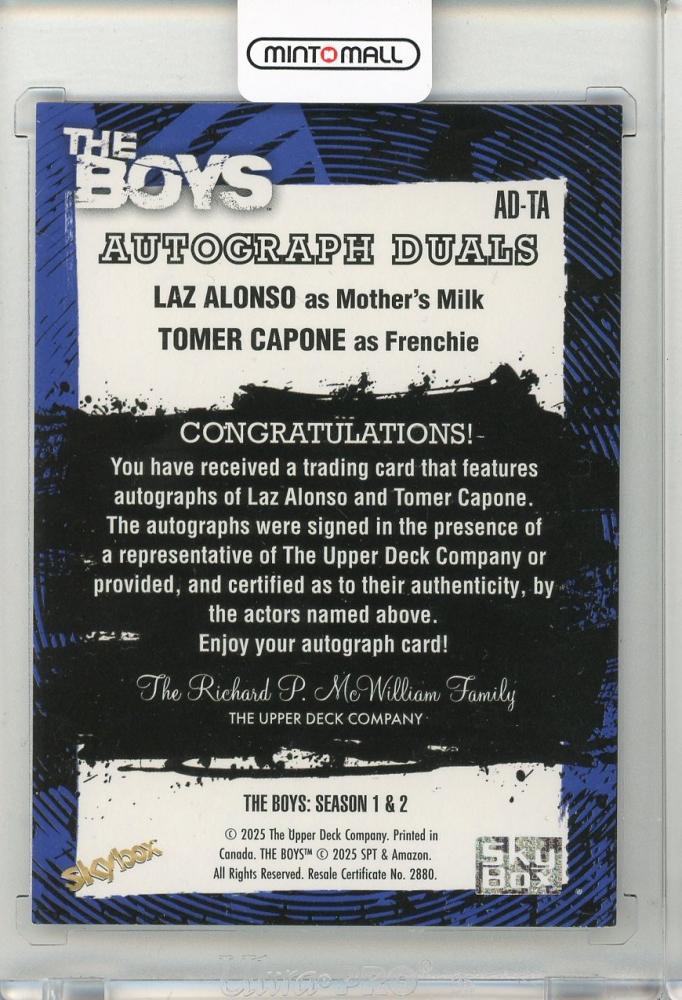 MINT MALL
THE
BOYS
AD-TA
AUTOGRAPH DUALS
LAZ ALONSO as Mother's Milk
TOMER CAPONE as Frenchie
CONGRATULATIONS!
You have received a trading card that features
autographs of Laz Alonso and Tomer Capone.
The autographs were signed in the presence of
a representative of The Upper Deck Company or
provided, and certified as to their authenticity, by
the actors named above.
Enjoy your autograph card!
The Richard P. McWilliam Family
THE UPPER DECK COMPANY
THE BOYS: SEASON 1 & 2
© 2025 The Upper Deck Company. Printed in
Canada. THE BOYS™ © 2025 SPT & Amazon.
All Rights Reserved. Resale Certificate No. 2880.
skybox
Sky
Box
Ultra PRO